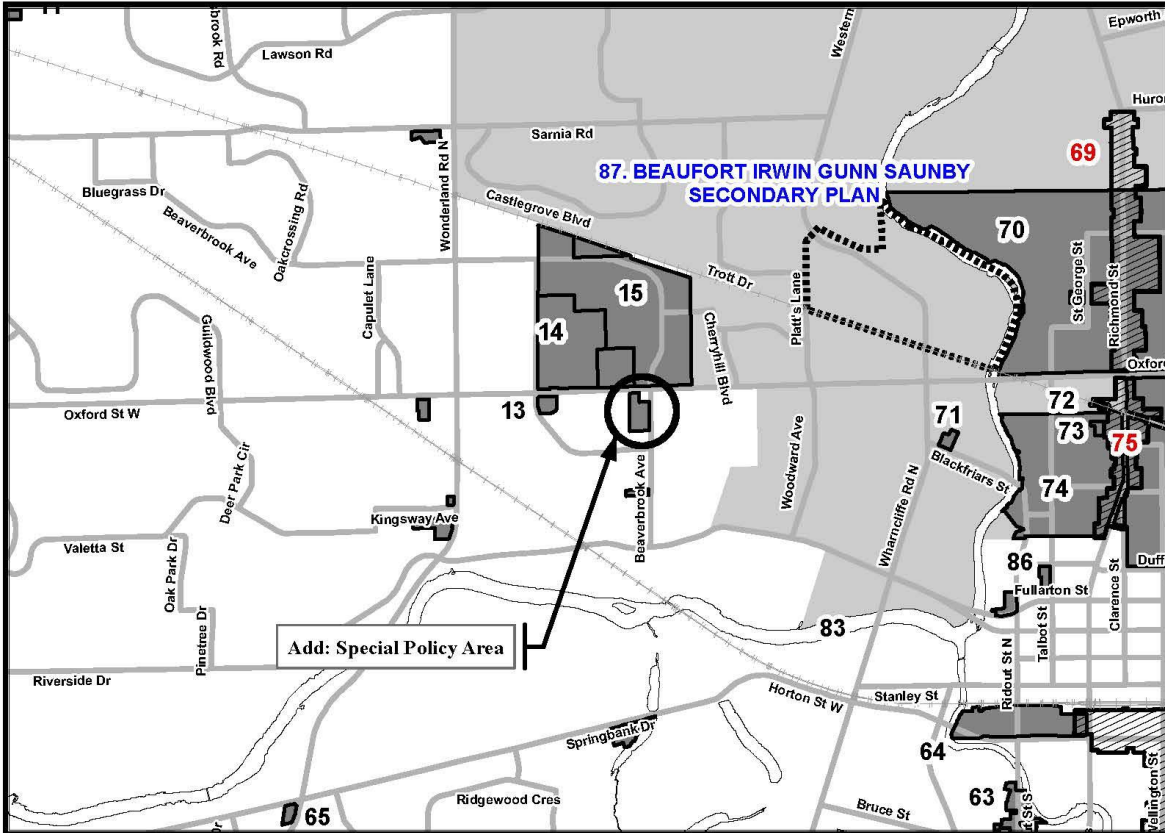 Epworth
sbrook Rd
Lawson Rd
Western
Huron
Sarnia Rd
69
87. BEAUFORT IRWIN GUNN SAUNBY
SECONDARY PLAN
Bluegrass Dr
Beaverbrook Ave
Oakcrossing Rd
Wonderland Rd N
Castlegrove Blvd
70
St George St
Richmond St
Trott Dr
Platt's Lane
Capulet Lane
15
14
Guildwood Blvd
Cherryhill Blvd
Oxford
Oxford St W
13
72
71
73
75
Woodward Ave
Blackfriars St
Deer Park Cir
74
Beaverbrook Ave
Wharncliffe Rd N
Kingsway Ave
Valetta St
Oak Park Dr
86
Duff
Fullarton St
Clarence St
Talbot St
Pinetree Dr
83
Add: Special Policy Area
Ridout St N
Riverside Dr
Horton St W
Stanley St
Springbank Dr
64
Ridgewood Cres
63
65
Bruce St
ut S
Wellington S
Dr